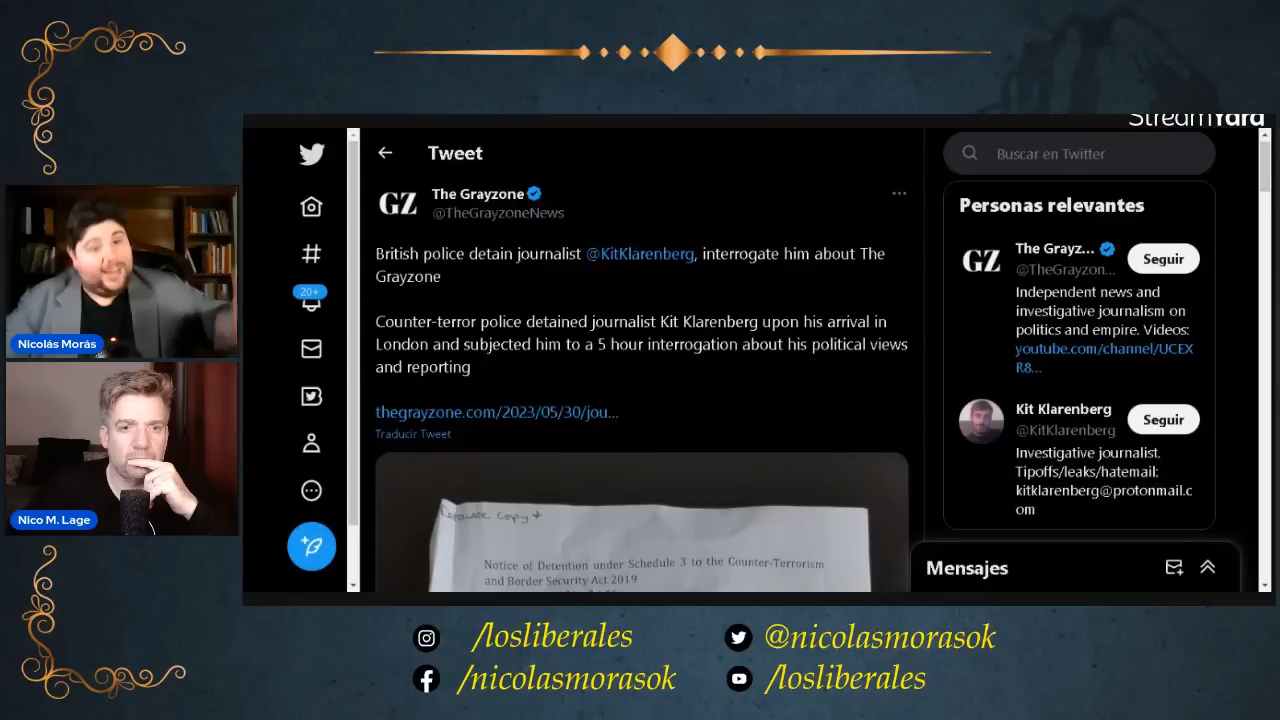 StreamYard
Tweet
Buscar en Twitter
GZ
The Grayzone
@TheGrayzoneNews
British police detain journalist @KitKlarenberg, interrogate him about The
Grayzone
Counter-terror police detained journalist Kit Klarenberg upon his arrival in
London and subjected him to a 5 hour interrogation about his political views
and reporting
thegrayzone.com/2023/05/30/jou...
Traducir Tweet
Copy
Notice of Detention under Schedule 3 to the Counter-Terrorism
and Border Security Act 2019
20+
Personas relevantes
GZ
The Grayz...
@TheGrayzon...
Seguir
Independent news and
investigative journalism on
politics and empire. Videos:
youtube.com/channel/UCEX
R8...
Kit Klarenberg
@KitKlarenberg
Seguir
Investigative journalist.
Tipoffs/leaks/hatemail:
kitklarenberg@protonmail.c
om
Mensajes
Nicolás Morás
Nico M. Lage
/losliberales
@nicolasmorasok
/nicolasmorasok
/losliberales